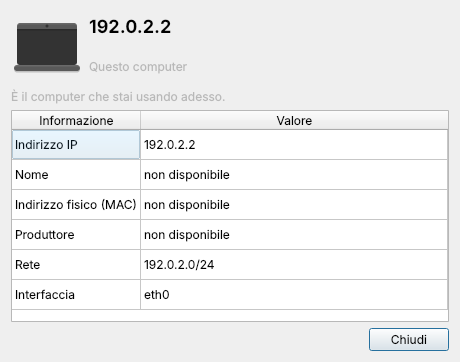 192.0.2.2
Questo computer
È il computer che stai usando adesso.
Informazione Valore
Indirizzo IP 192.0.2.2
Nome non disponibile
Indirizzo fisico (MAC) non disponibile
Produttore non disponibile
Rete 192.0.2.0/24
Interfaccia eth0
Chiudi